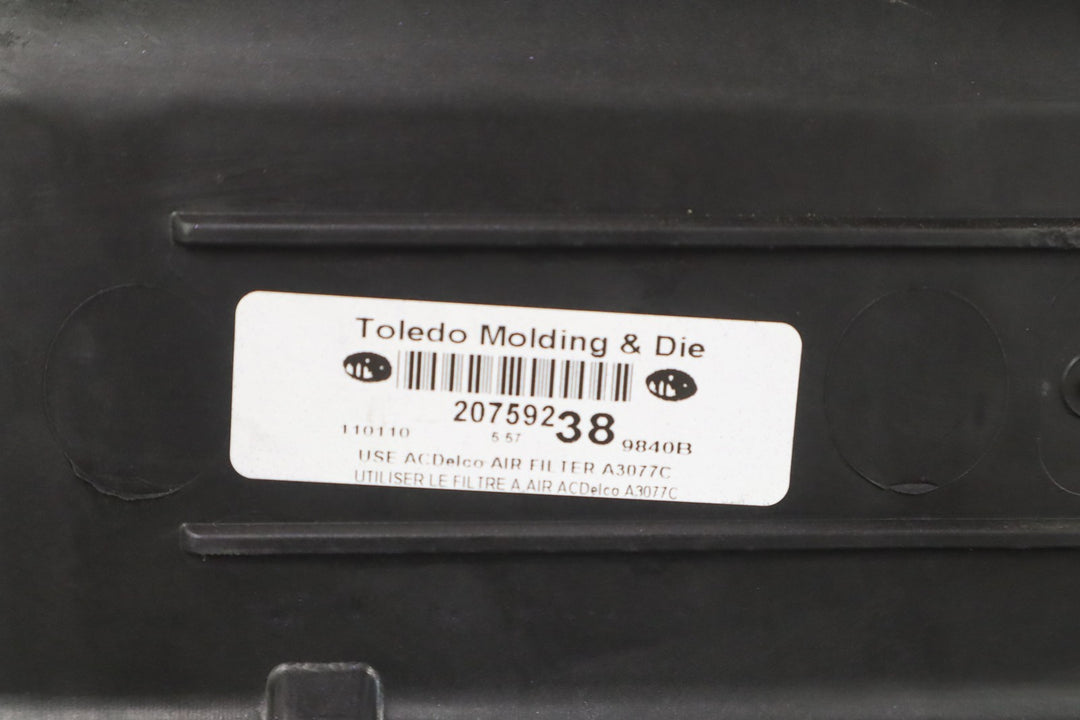 Toledo Molding & Die
20759238
110110 5 57 9840B
USE ACDelco AIR FILTER A3077C
UTILISER LE FILTRE A AIR ACDelco A3077C